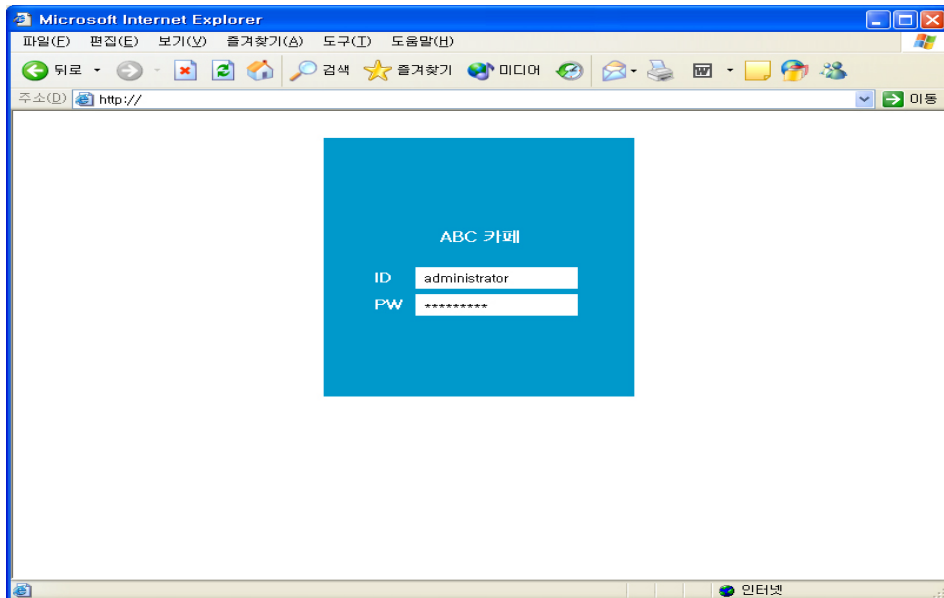 Microsoft Internet Explorer
파일(F) 편집(E) 보기(V) 즐겨찾기(A) 도구(T) 도움말(H)
뒤로 검색 즐겨찾기 미디어
주소(D) http:// 이동
ABC 카페
ID administrator
PW *********
인터넷